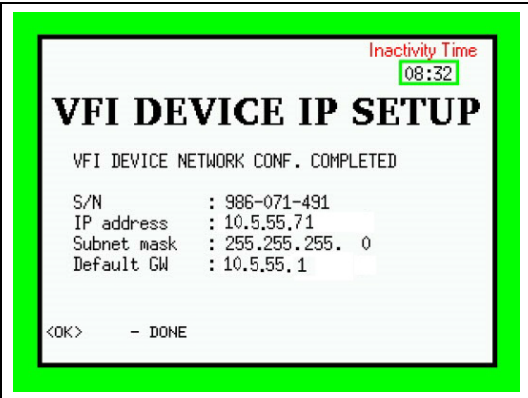 Inactivity Time
08:32
VFI DEVICE IP SETUP
VFI DEVICE NETWORK CONF. COMPLETED
S/N : 986-071-491
IP address : 10.5.55.71
Subnet mask : 255.255.255. 0
Default GW : 10.5.55. 1
<OK> - DONE